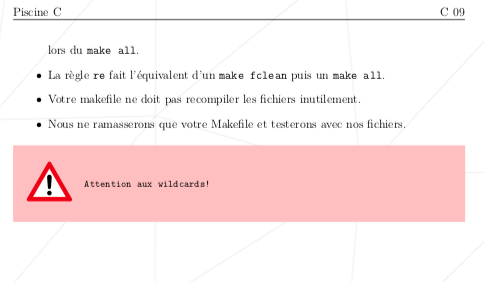 Piscine C C 09
lors du make all.
• La règle re fait l'équivalent d'un make fclean puis un make all.
• Votre makefile ne doit pas recompiler les fichiers inutilement.
• Nous ne ramasserons que votre Makefile et testerons avec nos fichiers.
Attention aux wildcards!